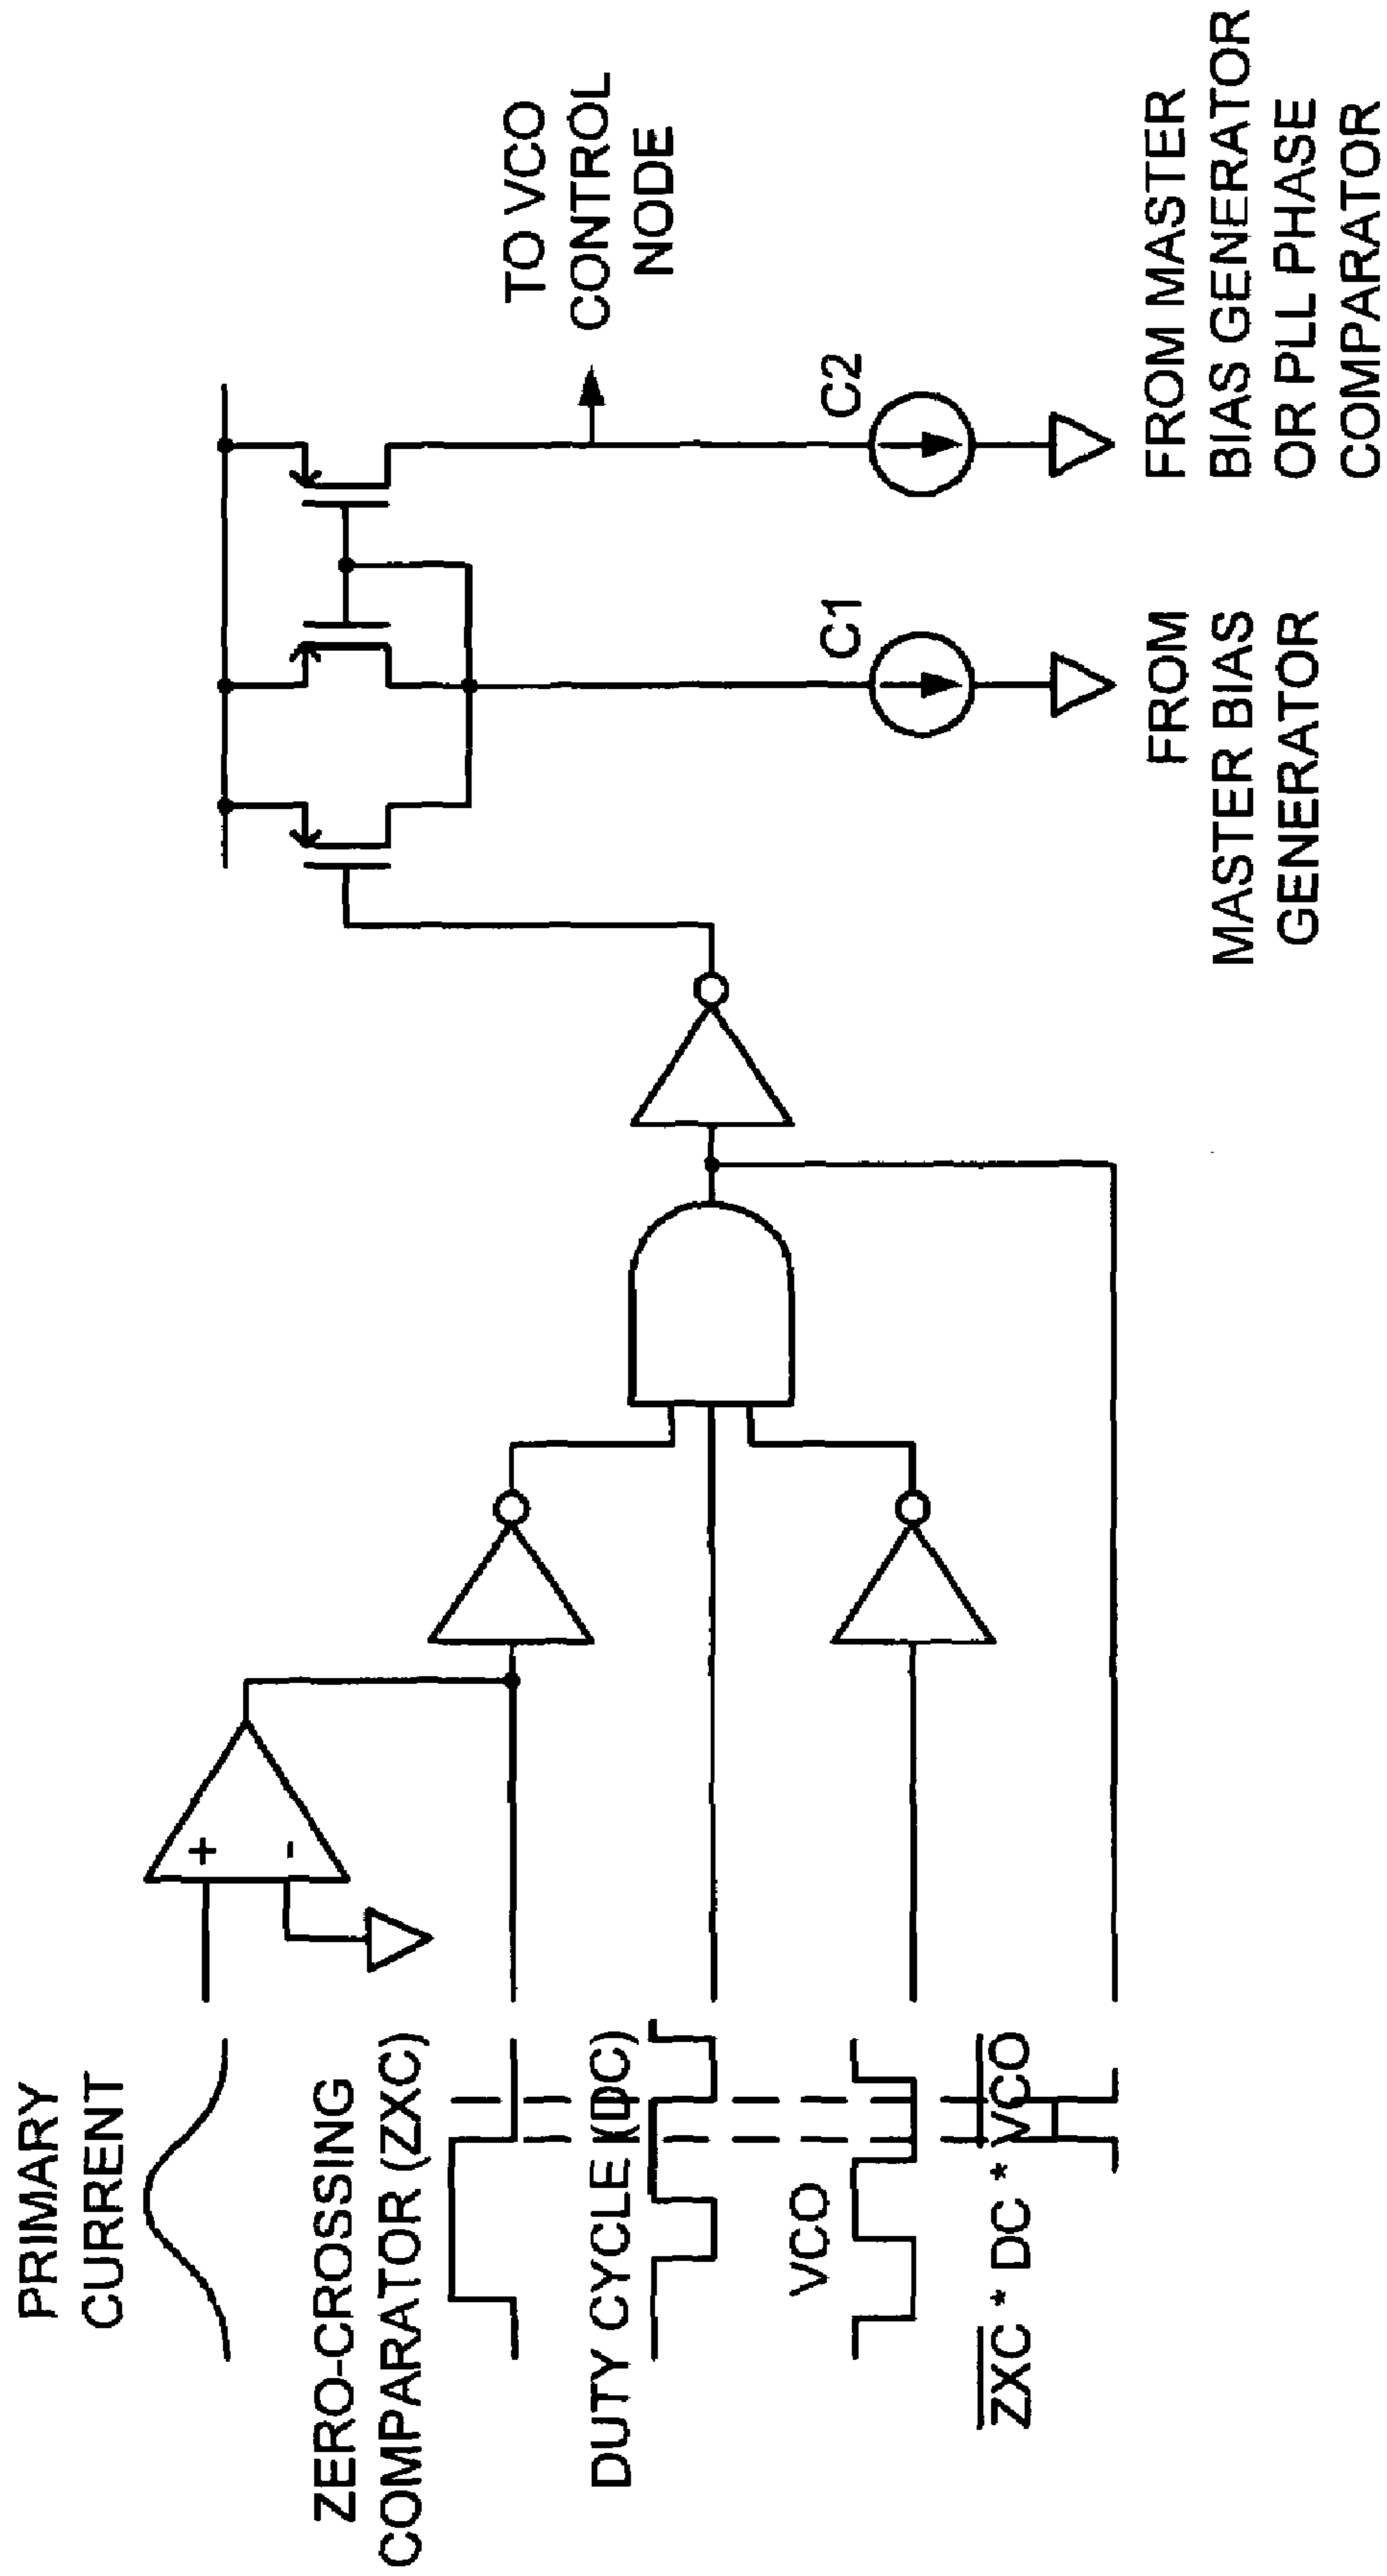 PRIMARY
CURRENT
+
-
ZERO-CROSSING
COMPARATOR (ZXC)
DUTY CYCLE (DC)
VCO
ZXC * DC * VCO
TO VCO
CONTROL
NODE
C1
C2
FROM
MASTER BIAS
GENERATOR
FROM MASTER
BIAS GENERATOR
OR PLL PHASE
COMPARATOR